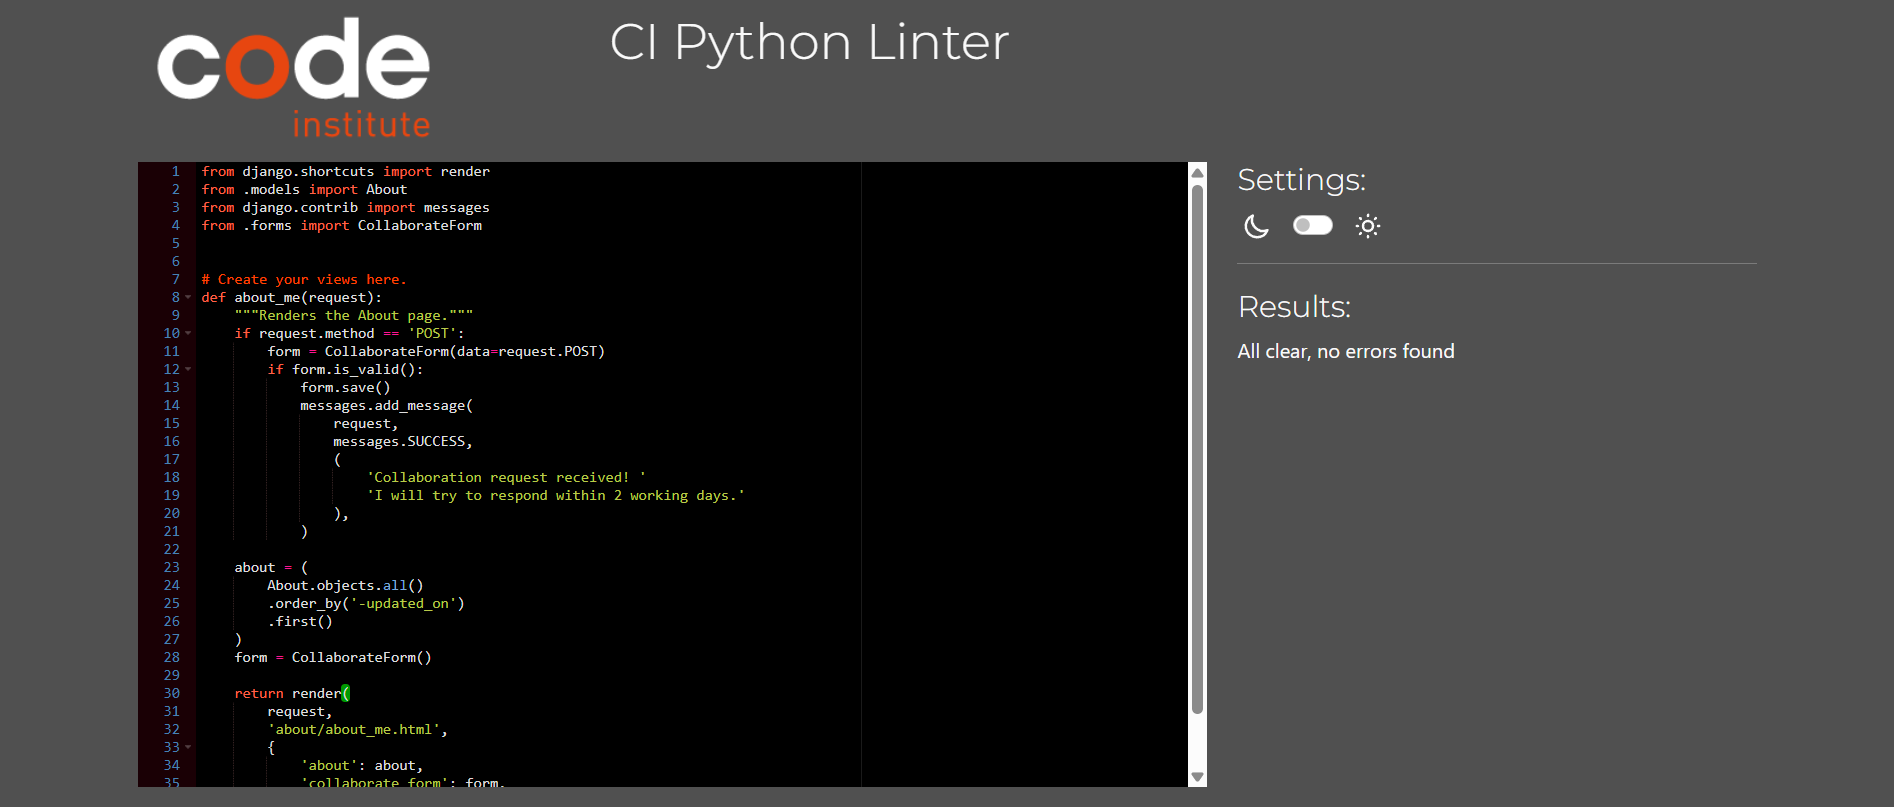 code
institute
CI Python Linter
1 from django.shortcuts import render
2 from .models import About
3 from django.contrib import messages
4 from .forms import CollaborateForm
5
6
7 # Create your views here.
8 def about_me(request):
9     """Renders the About page."""
10     if request.method == 'POST':
11         form = CollaborateForm(data=request.POST)
12         if form.is_valid():
13             form.save()
14             messages.add_message(
15                 request,
16                 messages.SUCCESS,
17                 (
18                     'Collaboration request received! '
19                     'I will try to respond within 2 working days.'
20                 ),
21             )
22
23     about = (
24         About.objects.all()
25         .order_by('-updated_on')
26         .first()
27     )
28     form = CollaborateForm()
29
30     return render(
31         request,
32         'about/about_me.html',
33         {
34             'about': about,
35             'collaborate_form': form,
Settings:
Results:
All clear, no errors found